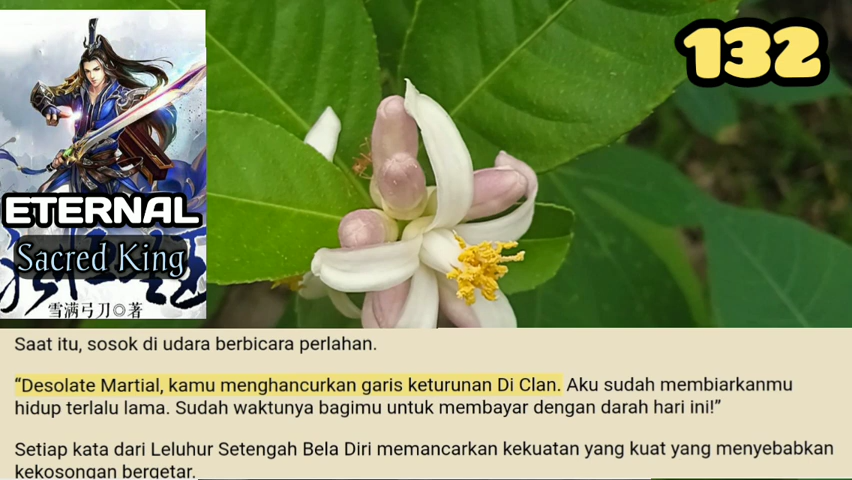 132
ETERNAL
Sacred King
雪满弓刀◎著
Saat itu, sosok di udara berbicara perlahan.
“Desolate Martial, kamu menghancurkan garis keturunan Di Clan. Aku sudah membiarkanmu
hidup terlalu lama. Sudah waktunya bagimu untuk membayar dengan darah hari ini!”
Setiap kata dari Leluhur Setengah Bela Diri memancarkan kekuatan yang kuat yang menyebabkan
kekosongan bergetar.